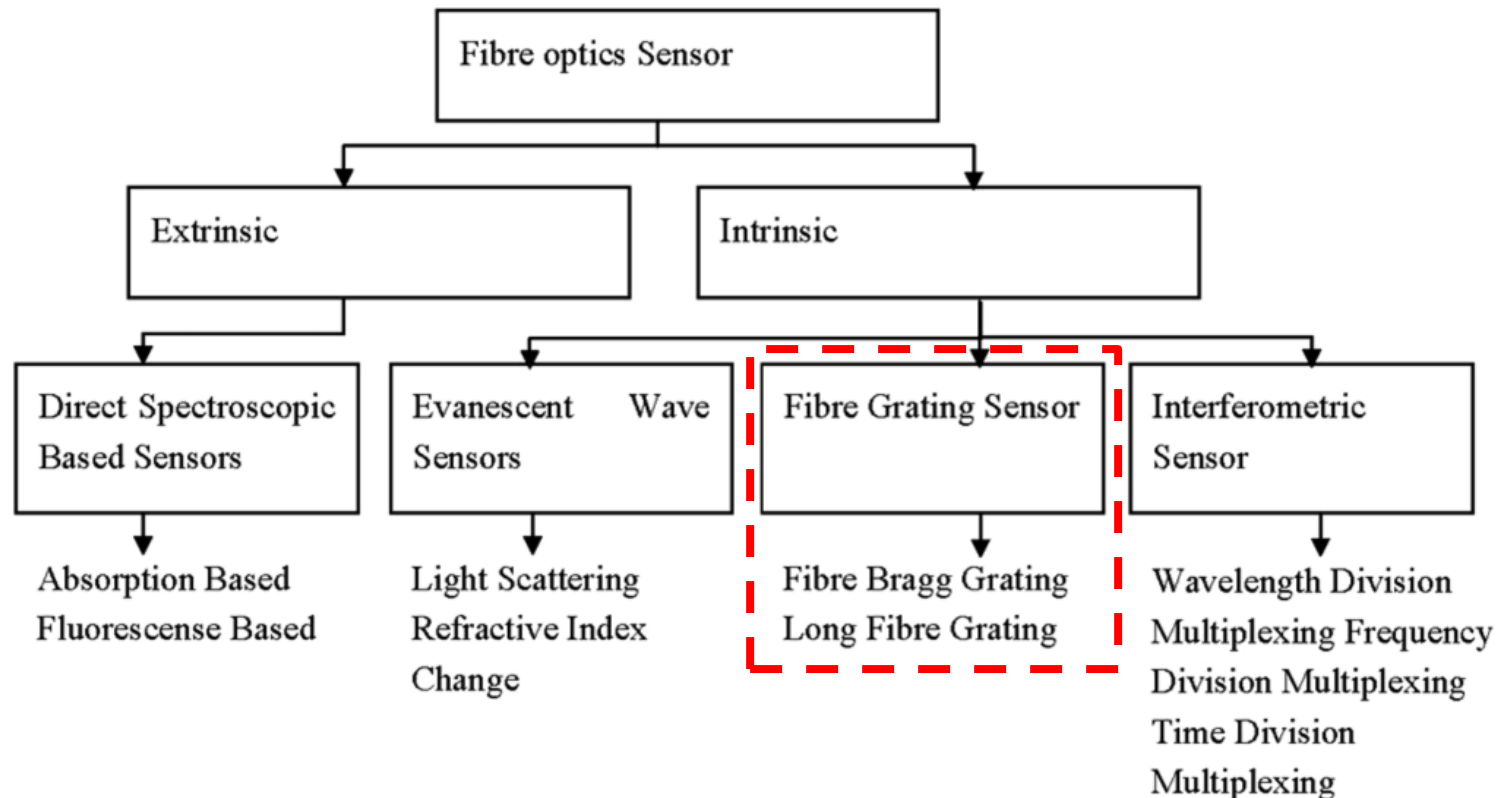 Fibre optics Sensor
Extrinsic
Intrinsic
Direct Spectroscopic
Based Sensors
Evanescent Wave
Sensors
Fibre Grating Sensor
Interferometric
Sensor
Absorption Based
Fluorescense Based
Light Scattering
Refractive Index
Change
Fibre Bragg Grating
Long Fibre Grating
Wavelength Division
Multiplexing Frequency
Division Multiplexing
Time Division
Multiplexing